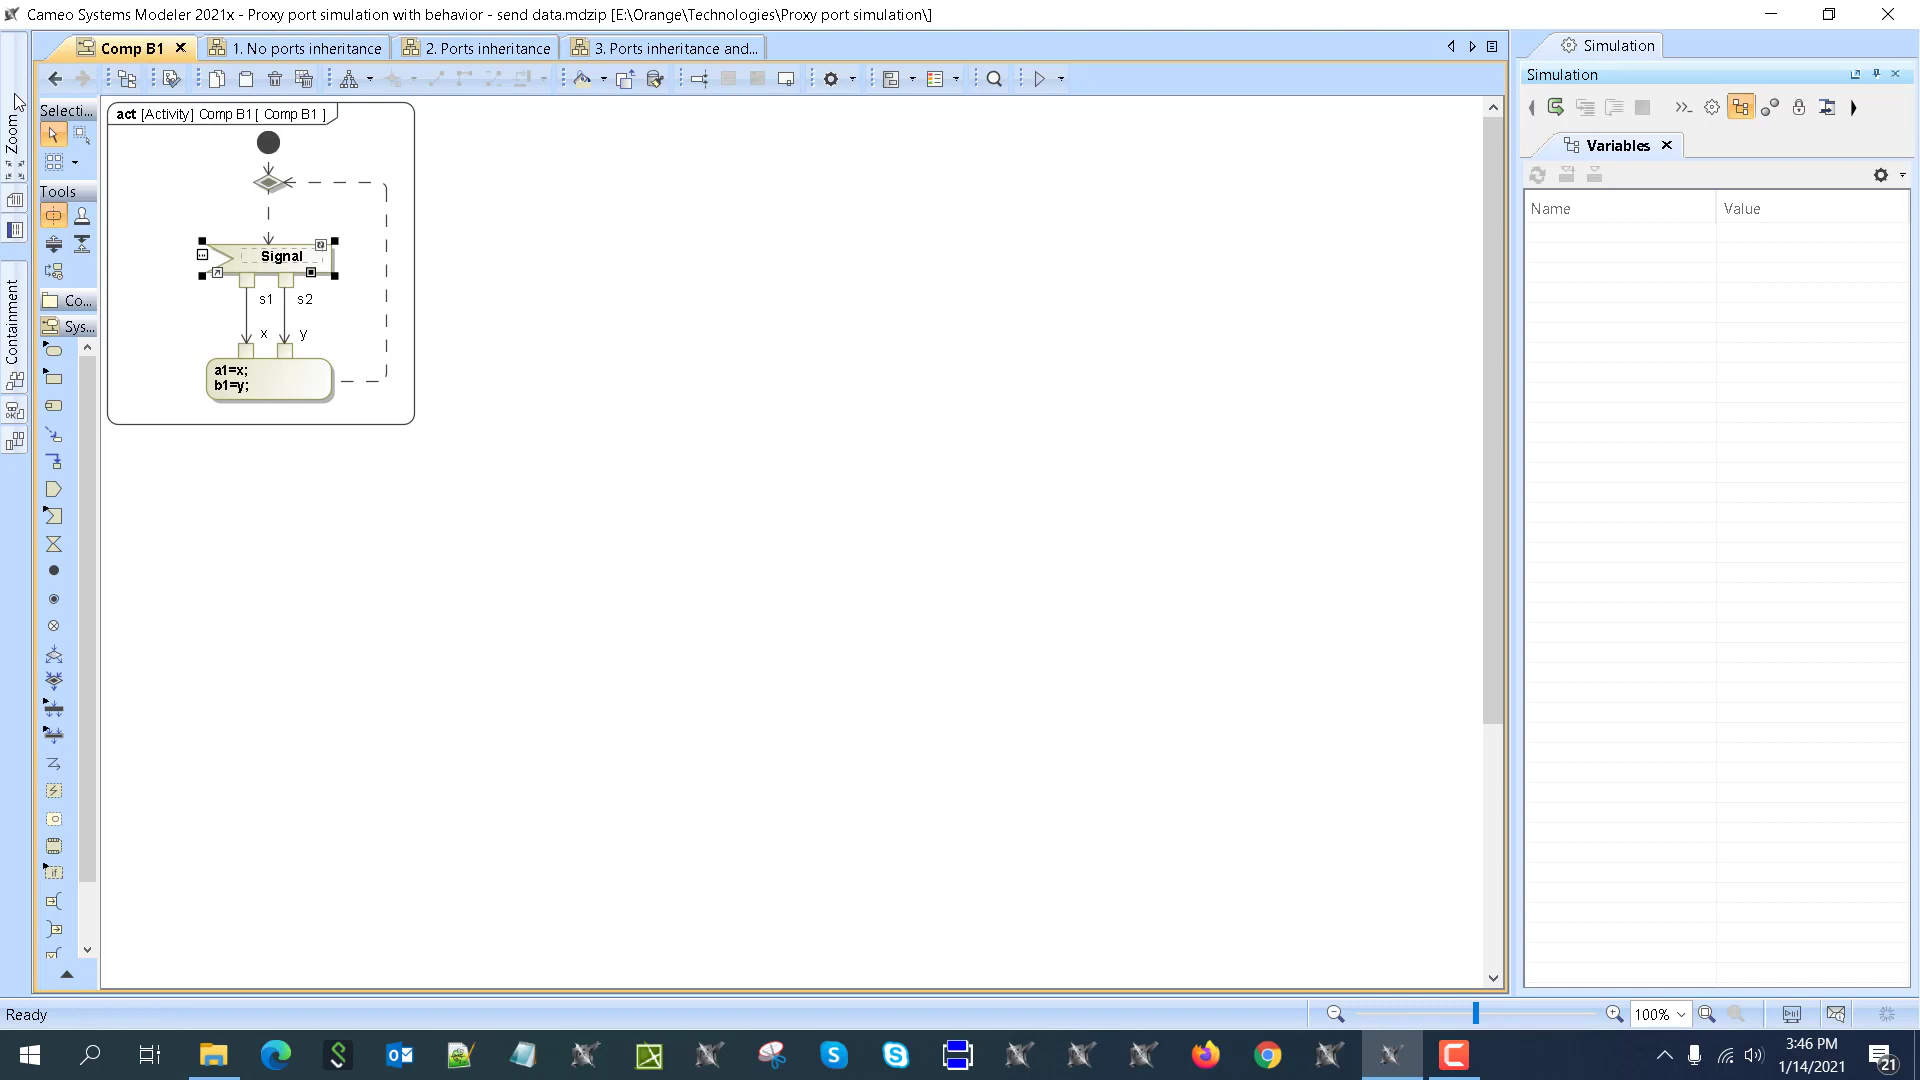 Cameo Systems Modeler 2021x - Proxy port simulation with behavior - send data.mdzip [E:\Orange\Technologies\Proxy port simulation\]
Comp B1
1. No ports inheritance
2. Ports inheritance
3. Ports inheritance and...
Simulation
Simulation
Variables
Name
Value
Zoom
Containment
Selecti...
Tools
Co...
Sys...
act [Activity] Comp B1 [ Comp B1 ]
Signal
s1
s2
x
y
a1=x;
b1=y;
Ready
100%
3:46 PM
1/14/2021
21